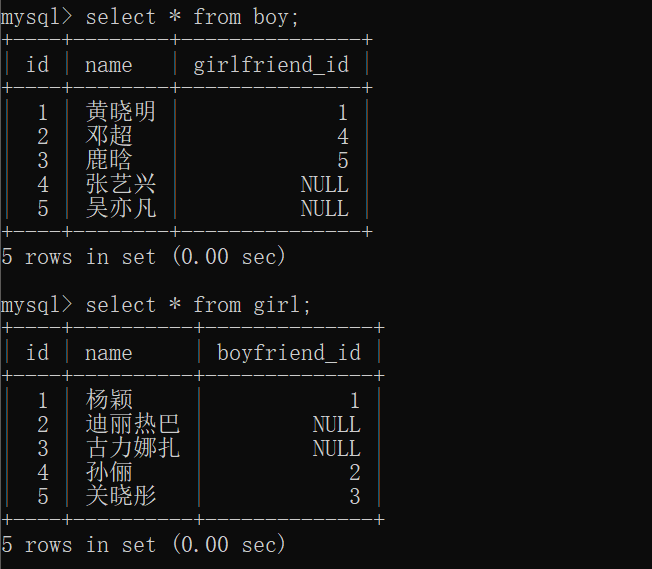 mysql> select * from boy;
+----+--------+---------------+
| id | name   | girlfriend_id |
+----+--------+---------------+
|  1 | 黄晓明 |             1 |
|  2 | 邓超   |             4 |
|  3 | 鹿晗   |             5 |
|  4 | 张艺兴 |          NULL |
|  5 | 吴亦凡 |          NULL |
+----+--------+---------------+
5 rows in set (0.00 sec)
mysql> select * from girl;
+----+----------+--------------+
| id | name     | boyfriend_id |
+----+----------+--------------+
|  1 | 杨颖     |            1 |
|  2 | 迪丽热巴 |         NULL |
|  3 | 古力娜扎 |         NULL |
|  4 | 孙俪     |            2 |
|  5 | 关晓彤   |            3 |
+----+----------+--------------+
5 rows in set (0.00 sec)